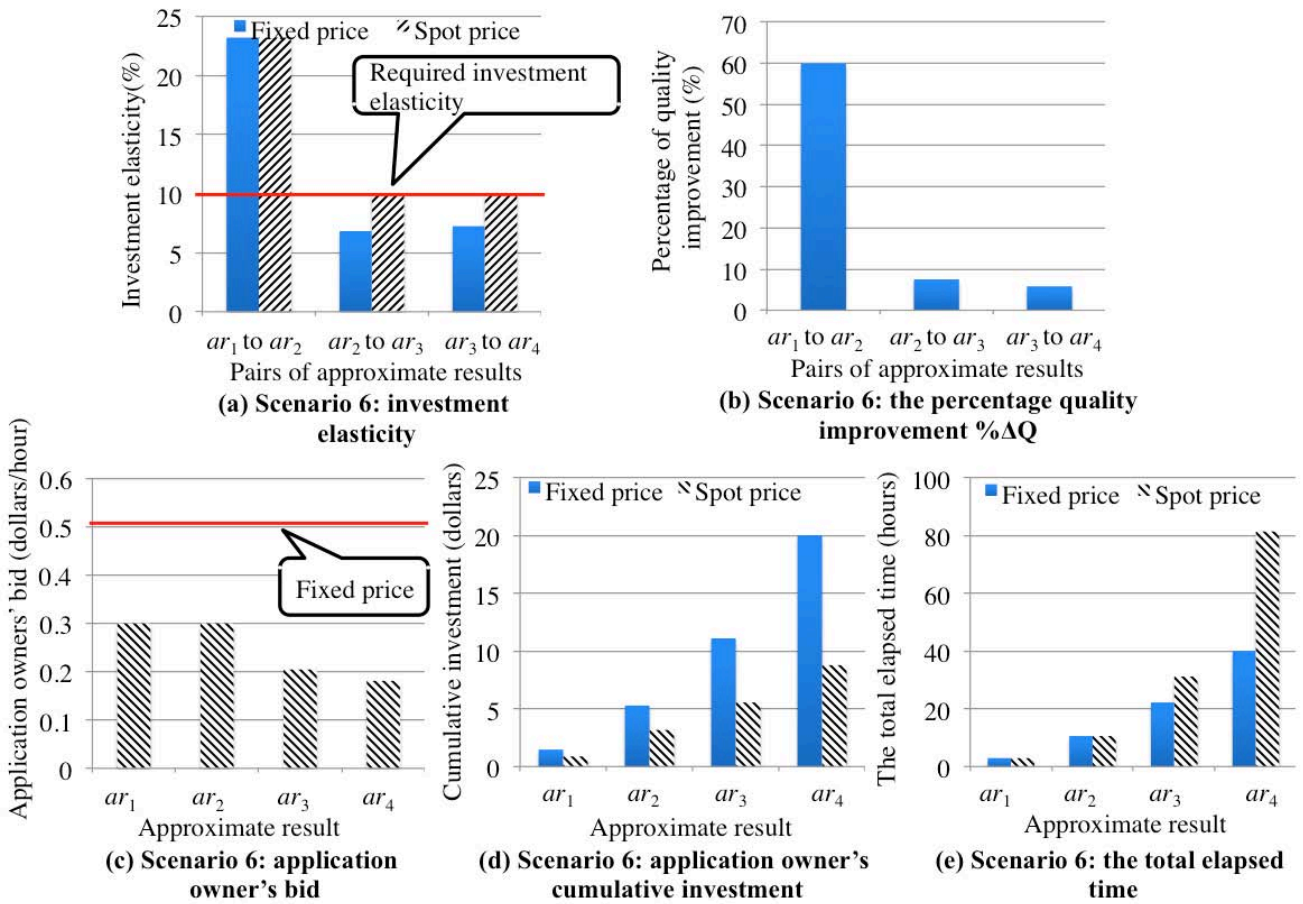 Investment elasticity(%)
25
20
15
10
5
0
Fixed price
Spot price
Required investment
elasticity
ar1 to ar2
ar2 to ar3
ar3 to ar4
Pairs of approximate results
(a) Scenario 6: investment
elasticity
Percentage of quality
improvement (%)
70
60
50
40
30
20
10
0
ar1 to ar2
ar2 to ar3
ar3 to ar4
Pairs of approximate results
(b) Scenario 6: the percentage quality
improvement %ΔQ
Application owners' bid (dollars/hour)
0.6
0.5
0.4
0.3
0.2
0.1
0
Fixed price
ar1
ar2
ar3
ar4
Approximate result
(c) Scenario 6: application
owner's bid
Cumulative investment (dollars)
25
20
15
10
5
0
Fixed price
Spot price
ar1
ar2
ar3
ar4
Approximate result
(d) Scenario 6: application owner's
cumulative investment
The total elapsed time (hours)
100
80
60
40
20
0
Fixed price
Spot price
ar1
ar2
ar3
ar4
Approximate result
(e) Scenario 6: the total elapsed
time